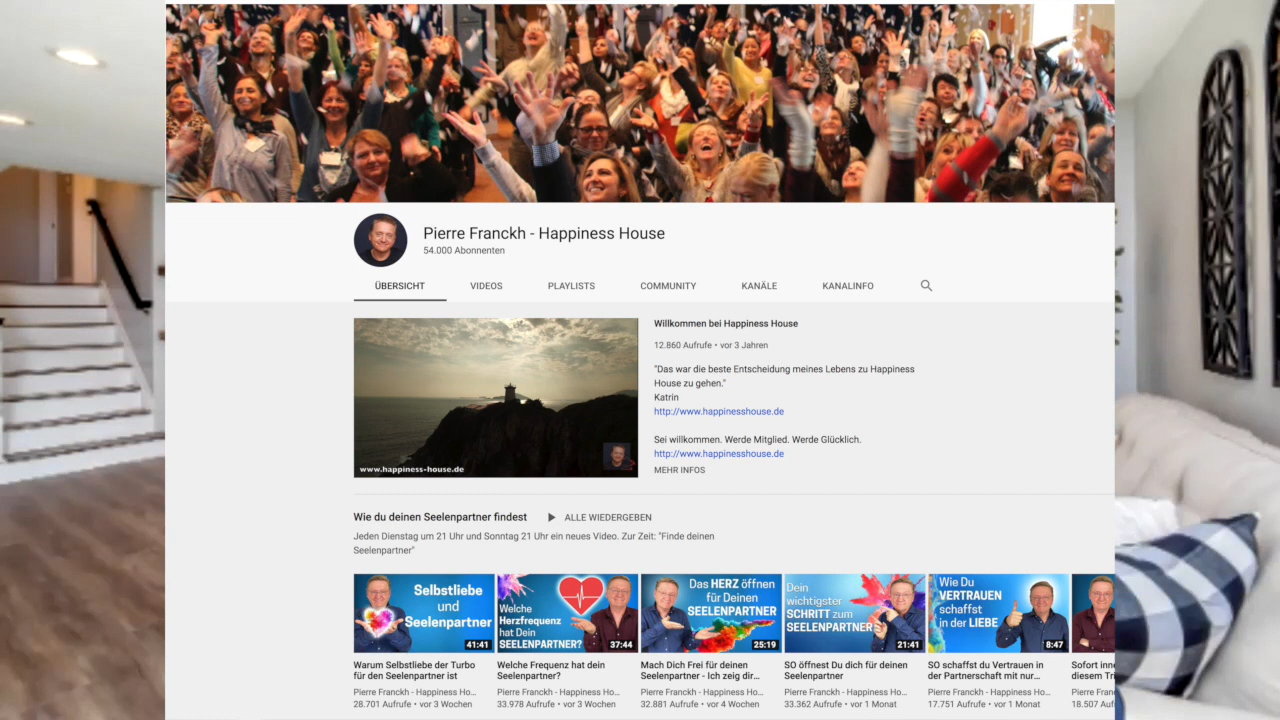 Pierre Franckh - Happiness House
54.000 Abonnenten
ÜBERSICHT VIDEOS PLAYLISTS COMMUNITY KANÄLE KANALINFO
Willkommen bei Happiness House
12.860 Aufrufe • vor 3 Jahren
"Das war die beste Entscheidung meines Lebens zu Happiness
House zu gehen."
Katrin
http://www.happinesshouse.de
Sei willkommen. Werde Mitglied. Werde Glücklich.
http://www.happinesshouse.de
MEHR INFOS
www.happiness-house.de
Wie du deinen Seelenpartner findest ALLE WIEDERGEBEN
Jeden Dienstag um 21 Uhr und Sonntag 21 Uhr ein neues Video. Zur Zeit: "Finde deinen
Seelenpartner"
Selbstliebe
und
Seelenpartner
41:41
Warum Selbstliebe der Turbo
für den Seelenpartner ist
Pierre Franckh - Happiness Ho...
28.701 Aufrufe • vor 3 Wochen
Welche
Herzfrequenz
hat Dein
SEELENPARTNER?
37:44
Welche Frequenz hat dein
Seelenpartner?
Pierre Franckh - Happiness Ho...
33.978 Aufrufe • vor 3 Wochen
Das HERZ öffnen
für Deinen
SEELENPARTNER
25:19
Mach Dich Frei für deinen
Seelenpartner - Ich zeig dir...
Pierre Franckh - Happiness Ho...
32.881 Aufrufe • vor 4 Wochen
Dein
wichtigster
SCHRITT zum
SEELENPARTNER
21:41
SO öffnest Du dich für deinen
Seelenpartner
Pierre Franckh - Happiness Ho...
33.362 Aufrufe • vor 1 Monat
Wie Du
VERTRAUEN
schaffst
in der LIEBE
8:47
SO schaffst du Vertrauen in
der Partnerschaft mit nur...
Pierre Franckh - Happiness Ho...
17.751 Aufrufe • vor 1 Monat
Sofort inne
diesem Tri
Pierre Fran
18.507 Auf